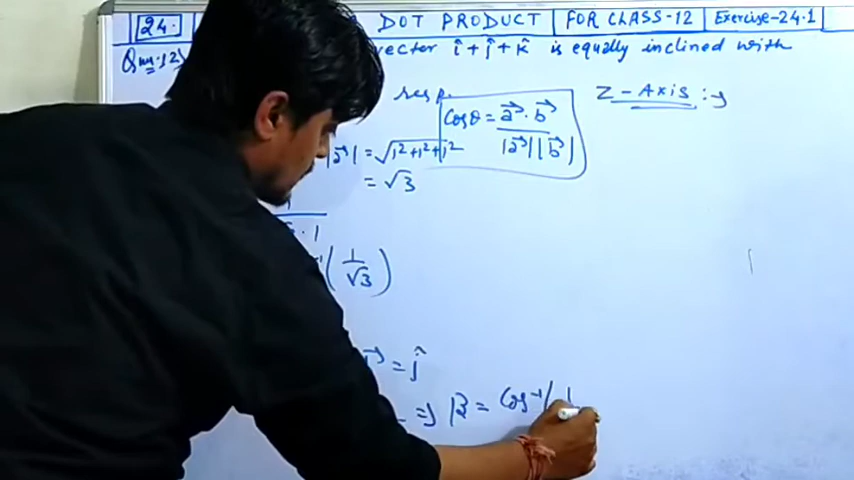 24. DOT PRODUCT FOR CLASS-12 Exercise-24.1
Qns.12) vector î + ĵ + k̂ is equally inclined with
resp.
Cosθ = a⃗ · b⃗ / |a⃗| |b⃗|
Z-Axis :→
|a⃗| = √1² + 1² + 1²
= √3
(1/√3)
= ĵ
β = Cos⁻¹( 1